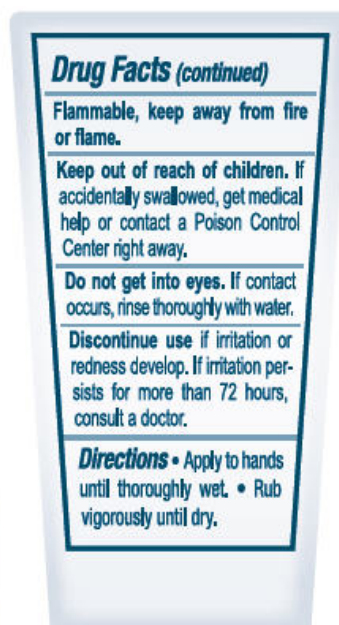 Drug Facts (continued)
Flammable, keep away from fire
or flame.
Keep out of reach of children. If
accidentally swallowed, get medical
help or contact a Poison Control
Center right away.
Do not get into eyes. If contact
occurs, rinse thoroughly with water.
Discontinue use if irritation or
redness develop. If irritation per-
sists for more than 72 hours,
consult a doctor.
Directions • Apply to hands
until thoroughly wet. • Rub
vigorously until dry.